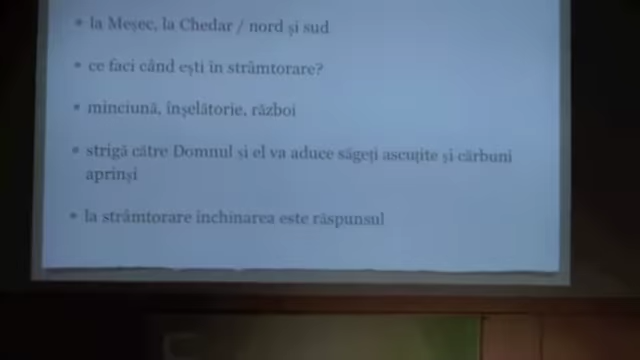 * la Meșec, la Chedar / nord și sud
* ce faci când ești în strâmtorare?
* minciună, înșelătorie, război
* strigă către Domnul și el va aduce săgeți ascuțite și cărbuni
aprinși
* la strâmtorare închinarea este răspunsul